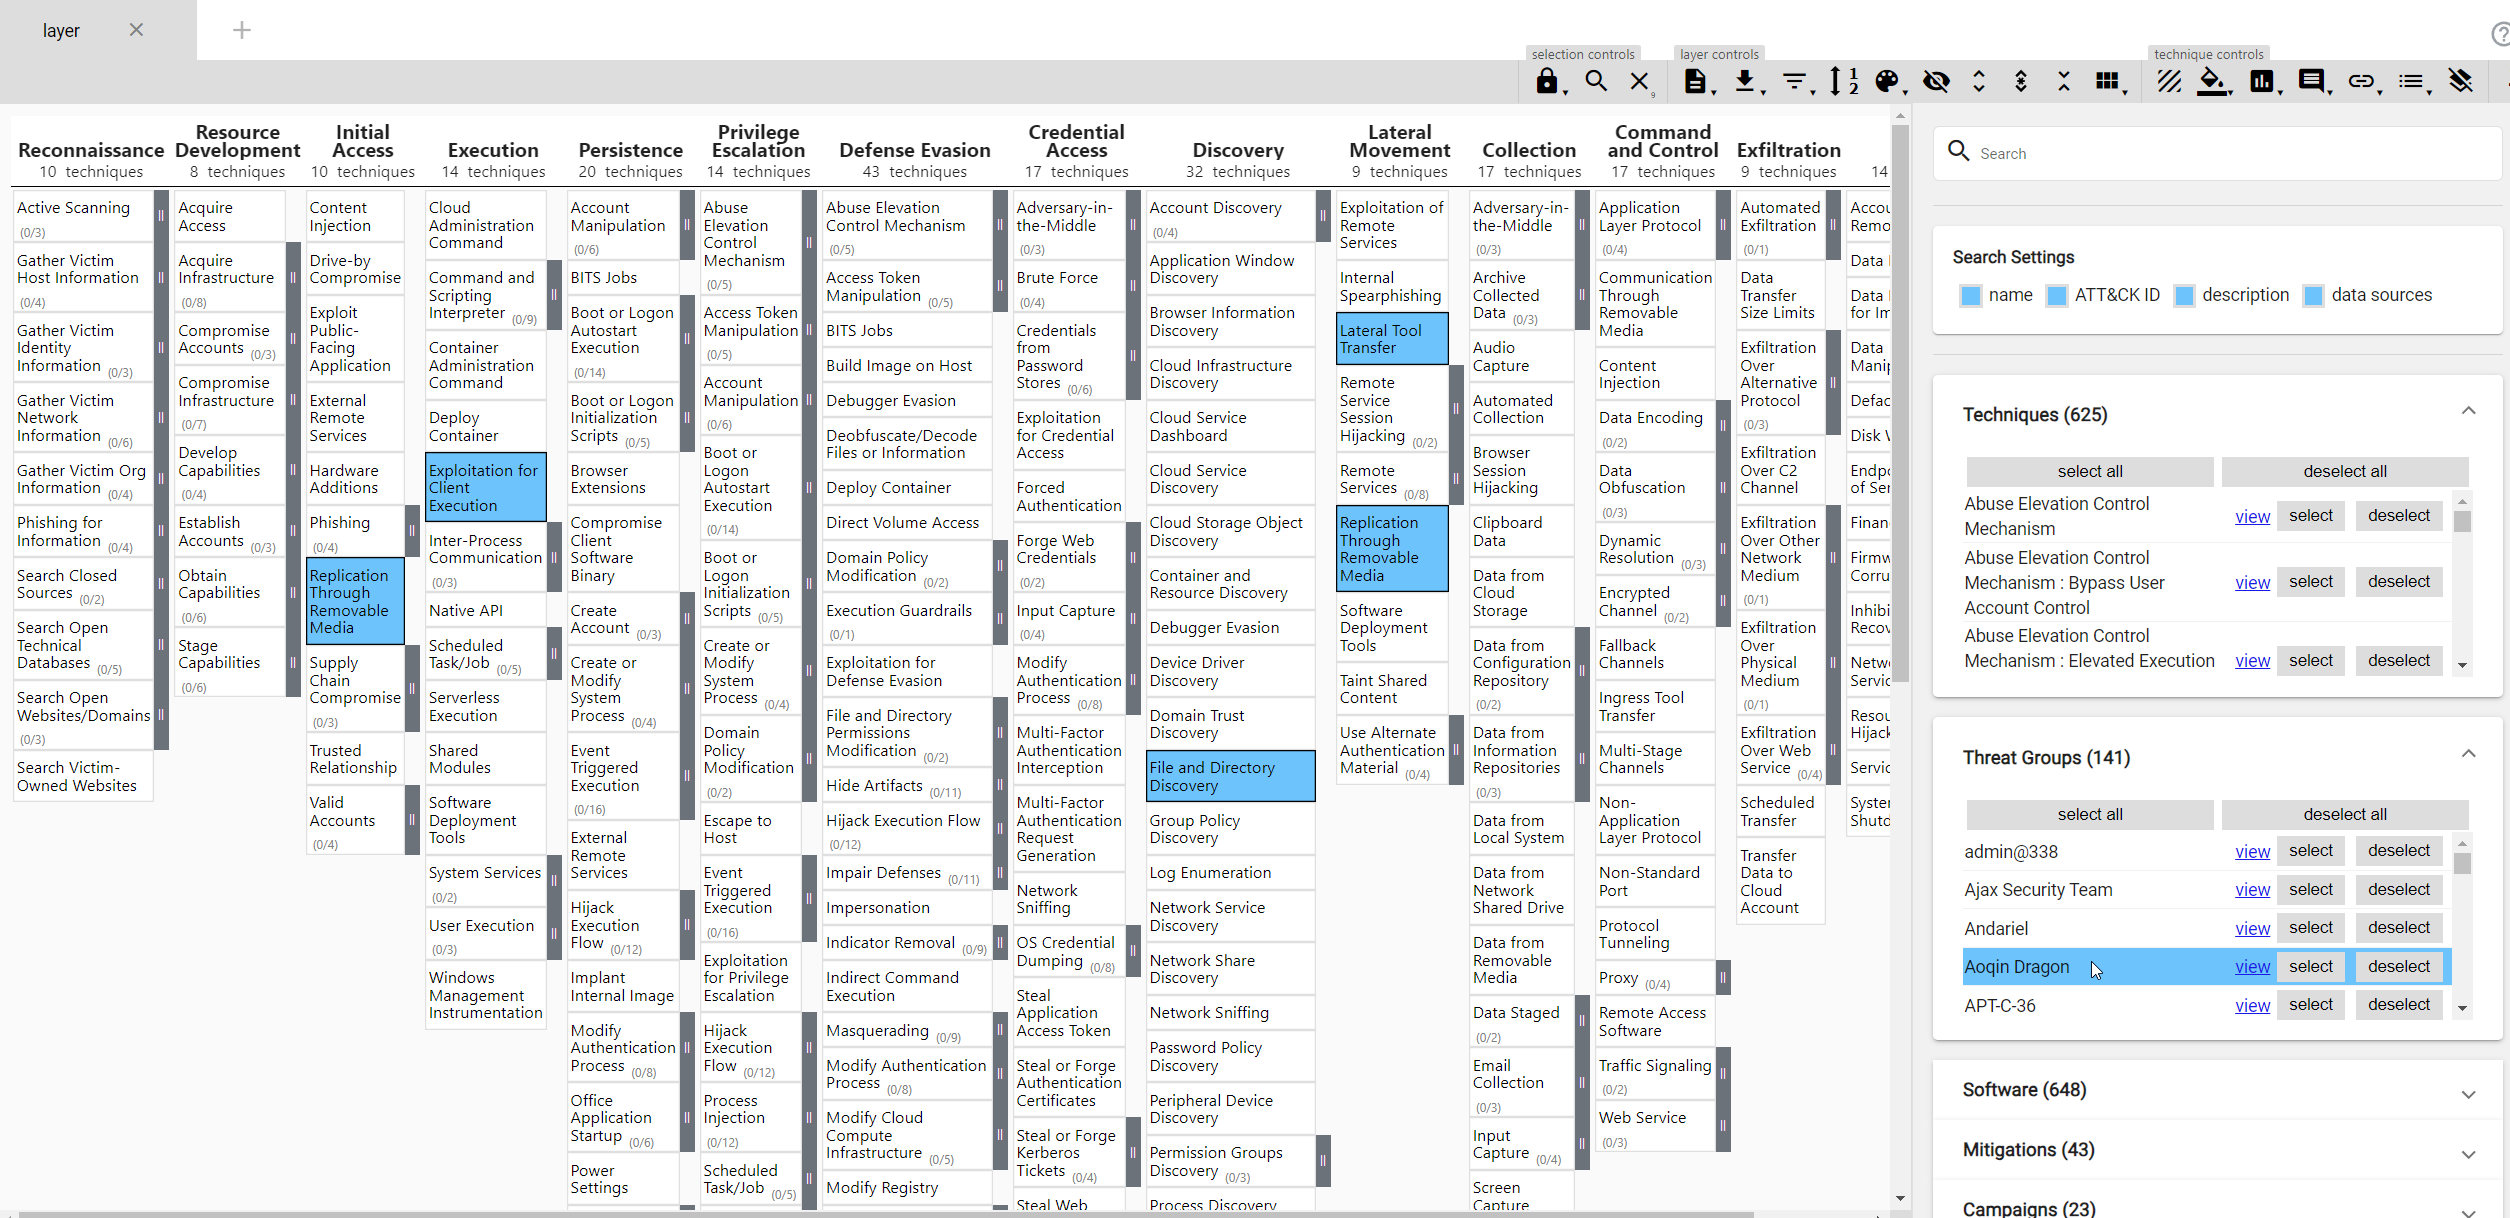 layer
selection controls
layer controls
technique controls
9
1
2
Reconnaissance
10 techniques
Active Scanning
(0/3)
Gather Victim
Host Information
(0/4)
Gather Victim
Identity
Information (0/3)
Gather Victim
Network
Information (0/6)
Gather Victim Org
Information (0/4)
Phishing for
Information (0/4)
Search Closed
Sources (0/2)
Search Open
Technical
Databases (0/5)
Search Open
Websites/Domains
(0/3)
Search Victim-
Owned Websites
Resource
Development
8 techniques
Acquire
Access
Acquire
Infrastructure
(0/8)
Compromise
Accounts (0/3)
Compromise
Infrastructure
(0/7)
Develop
Capabilities
(0/4)
Establish
Accounts (0/3)
Obtain
Capabilities
(0/6)
Stage
Capabilities
(0/6)
Initial
Access
10 techniques
Content
Injection
Drive-by
Compromise
Exploit
Public-
Facing
Application
External
Remote
Services
Hardware
Additions
Phishing
(0/4)
Replication
Through
Removable
Media
Supply
Chain
Compromise
(0/3)
Trusted
Relationship
Valid
Accounts
(0/4)
Execution
14 techniques
Cloud
Administration
Command
Command and
Scripting
Interpreter (0/9)
Container
Administration
Command
Deploy
Container
Exploitation for
Client
Execution
Inter-Process
Communication
(0/3)
Native API
Scheduled
Task/Job (0/5)
Serverless
Execution
Shared
Modules
Software
Deployment
Tools
System Services
(0/2)
User Execution
(0/3)
Windows
Management
Instrumentation
Persistence
20 techniques
Account
Manipulation
(0/6)
BITS Jobs
Boot or Logon
Autostart
Execution
(0/14)
Boot or Logon
Initialization
Scripts (0/5)
Browser
Extensions
Compromise
Client
Software
Binary
Create
Account (0/3)
Create or
Modify
System
Process (0/4)
Event
Triggered
Execution
(0/16)
External
Remote
Services
Hijack
Execution
Flow (0/12)
Implant
Internal Image
Modify
Authentication
Process (0/8)
Office
Application
Startup (0/6)
Power
Settings
Privilege
Escalation
14 techniques
Abuse
Elevation
Control
Mechanism
(0/5)
Access Token
Manipulation
(0/5)
Account
Manipulation
(0/6)
Boot or
Logon
Autostart
Execution
(0/14)
Boot or
Logon
Initialization
Scripts (0/5)
Create or
Modify
System
Process (0/4)
Domain
Policy
Modification
(0/2)
Escape to
Host
Event
Triggered
Execution
(0/16)
Exploitation
for Privilege
Escalation
Hijack
Execution
Flow (0/12)
Process
Injection
(0/12)
Scheduled
Task/Job (0/5)
Defense Evasion
43 techniques
Abuse Elevation
Control Mechanism
(0/5)
Access Token
Manipulation (0/5)
BITS Jobs
Build Image on Host
Debugger Evasion
Deobfuscate/Decode
Files or Information
Deploy Container
Direct Volume Access
Domain Policy
Modification (0/2)
Execution Guardrails
(0/1)
Exploitation for
Defense Evasion
File and Directory
Permissions
Modification (0/2)
Hide Artifacts (0/11)
Hijack Execution Flow
(0/12)
Impair Defenses (0/11)
Impersonation
Indicator Removal (0/9)
Indirect Command
Execution
Masquerading (0/9)
Modify Authentication
Process (0/8)
Modify Cloud
Compute
Infrastructure (0/5)
Modify Registry
Credential
Access
17 techniques
Adversary-in-
the-Middle
(0/3)
Brute Force
(0/4)
Credentials
from
Password
Stores (0/6)
Exploitation
for Credential
Access
Forced
Authentication
Forge Web
Credentials
(0/2)
Input Capture
(0/4)
Modify
Authentication
Process (0/8)
Multi-Factor
Authentication
Interception
Multi-Factor
Authentication
Request
Generation
Network
Sniffing
OS Credential
Dumping (0/8)
Steal
Application
Access Token
Steal or Forge
Authentication
Certificates
Steal or Forge
Kerberos
Tickets (0/4)
Steal Web
Discovery
32 techniques
Account Discovery
(0/4)
Application Window
Discovery
Browser Information
Discovery
Cloud Infrastructure
Discovery
Cloud Service
Dashboard
Cloud Service
Discovery
Cloud Storage Object
Discovery
Container and
Resource Discovery
Debugger Evasion
Device Driver
Discovery
Domain Trust
Discovery
File and Directory
Discovery
Group Policy
Discovery
Log Enumeration
Network Service
Discovery
Network Share
Discovery
Network Sniffing
Password Policy
Discovery
Peripheral Device
Discovery
Permission Groups
Discovery (0/3)
Process Discovery
Lateral
Movement
9 techniques
Exploitation of
Remote
Services
Internal
Spearphishing
Lateral Tool
Transfer
Remote
Service
Session
Hijacking (0/2)
Remote
Services (0/8)
Replication
Through
Removable
Media
Software
Deployment
Tools
Taint Shared
Content
Use Alternate
Authentication
Material (0/4)
Collection
17 techniques
Adversary-in-
the-Middle
(0/3)
Archive
Collected
Data (0/3)
Audio
Capture
Automated
Collection
Browser
Session
Hijacking
Clipboard
Data
Data from
Cloud
Storage
Data from
Configuration
Repository
(0/2)
Data from
Information
Repositories
(0/3)
Data from
Local System
Data from
Network
Shared Drive
Data from
Removable
Media
Data Staged
(0/2)
Email
Collection
(0/3)
Input
Capture (0/4)
Screen
Capture
Command
and Control
17 techniques
Application
Layer Protocol
(0/4)
Communication
Through
Removable
Media
Content
Injection
Data Encoding
(0/2)
Data
Obfuscation
(0/3)
Dynamic
Resolution (0/3)
Encrypted
Channel (0/2)
Fallback
Channels
Ingress Tool
Transfer
Multi-Stage
Channels
Non-
Application
Layer Protocol
Non-Standard
Port
Protocol
Tunneling
Proxy (0/4)
Remote Access
Software
Traffic Signaling
(0/2)
Web Service
(0/3)
Exfiltration
9 techniques
Automated
Exfiltration
(0/1)
Data
Transfer
Size Limits
Exfiltration
Over
Alternative
Protocol
(0/3)
Exfiltration
Over C2
Channel
Exfiltration
Over Other
Network
Medium
(0/1)
Exfiltration
Over
Physical
Medium
(0/1)
Exfiltration
Over Web
Service (0/4)
Scheduled
Transfer
Transfer
Data to
Cloud
Account
14
Accou
Remo
Data
Data
for Im
Data
Manip
Defac
Disk
Endpo
of Ser
Finan
Firmw
Corru
Inhibi
Recov
Netwo
Servic
Resou
Hijack
Servic
Syster
Shutd
Search
Search Settings
name ATT&CK ID description data sources
Techniques (625)
select all deselect all
Abuse Elevation Control
Mechanism view select deselect
Abuse Elevation Control
Mechanism : Bypass User view select deselect
Account Control
Abuse Elevation Control
Mechanism : Elevated Execution view select deselect
Threat Groups (141)
select all deselect all
admin@338 view select deselect
Ajax Security Team view select deselect
Andariel view select deselect
Aoqin Dragon view select deselect
APT-C-36 view select deselect
Software (648)
Mitigations (43)
Campaigns (23)